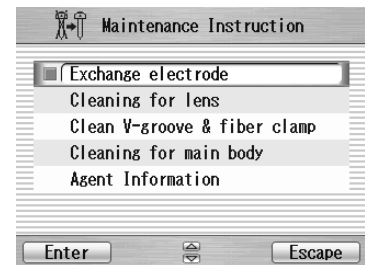 Maintenance Instruction
Exchange electrode
Cleaning for lens
Clean V-groove & fiber clamp
Cleaning for main body
Agent Information
Enter
Escape